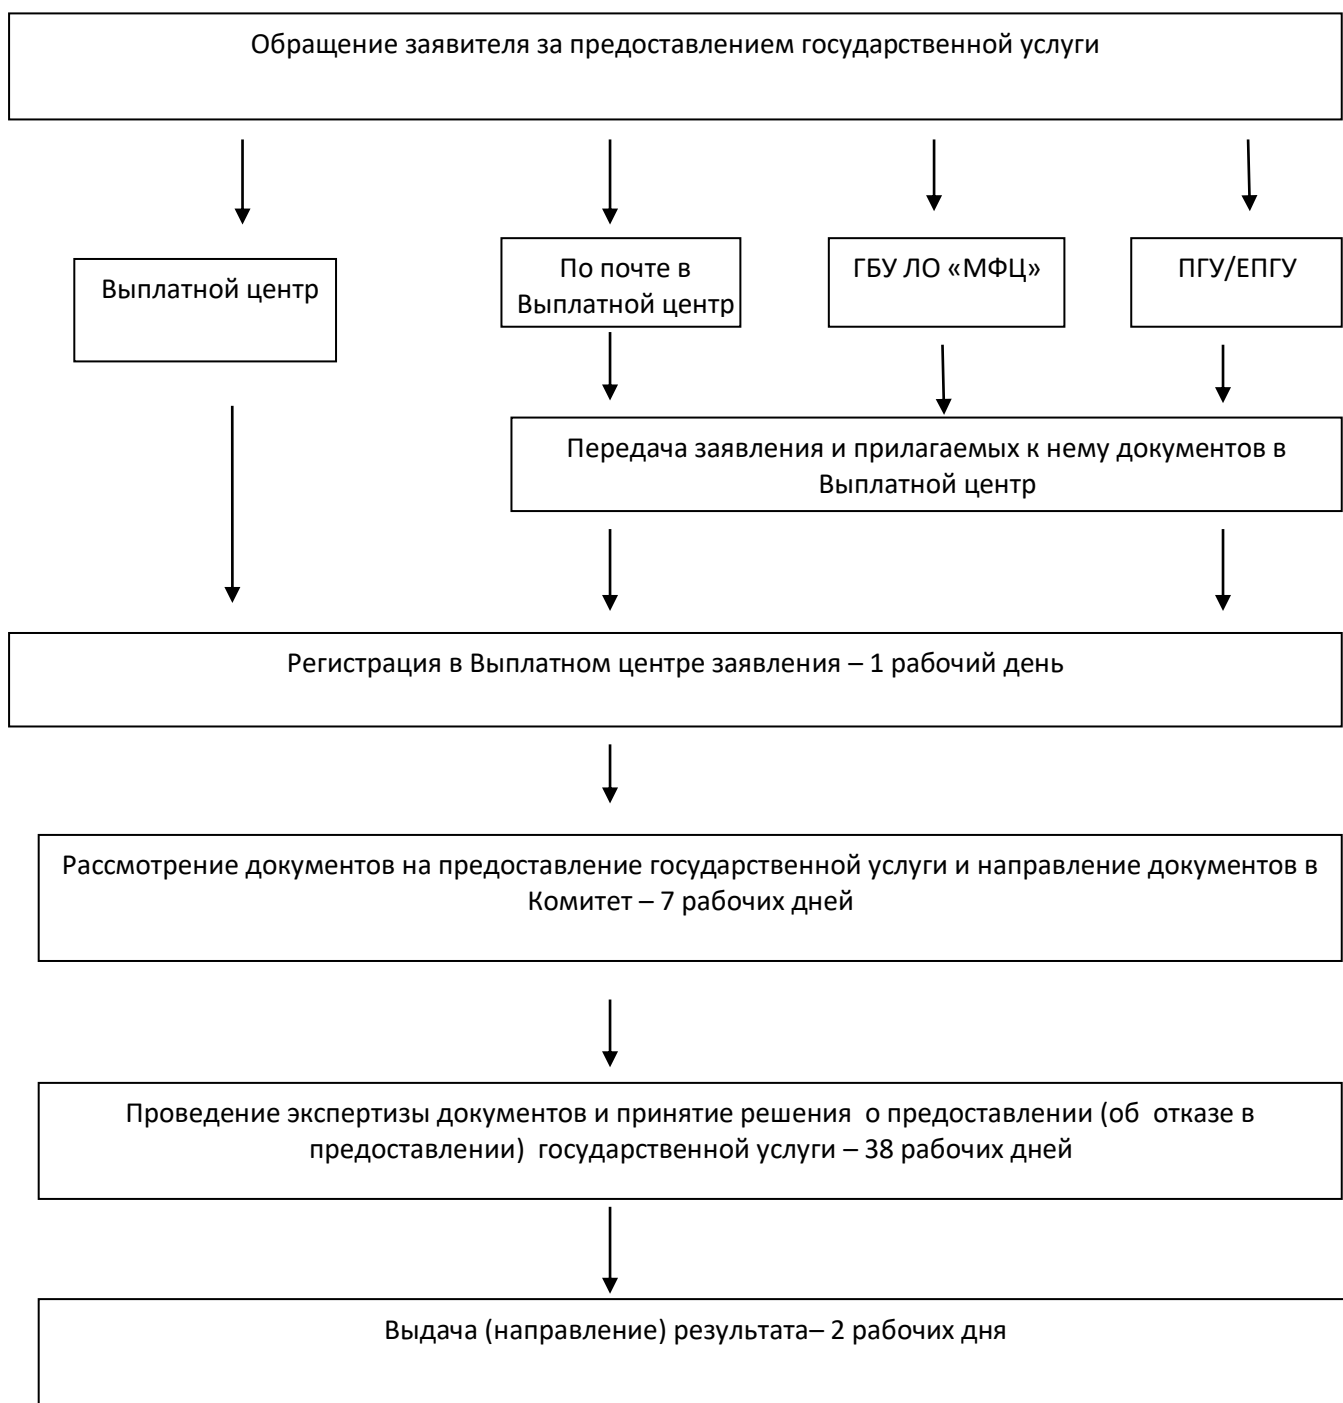 Обращение заявителя за предоставлением государственной услуги
Выплатной центр
По почте в
Выплатной центр
ГБУ ЛО «МФЦ»
ПГУ/ЕПГУ
Передача заявления и прилагаемых к нему документов в
Выплатной центр
Регистрация в Выплатном центре заявления – 1 рабочий день
Рассмотрение документов на предоставление государственной услуги и направление документов в
Комитет – 7 рабочих дней
Проведение экспертизы документов и принятие решения о предоставлении (об отказе в
предоставлении) государственной услуги – 38 рабочих дней
Выдача (направление) результата– 2 рабочих дня